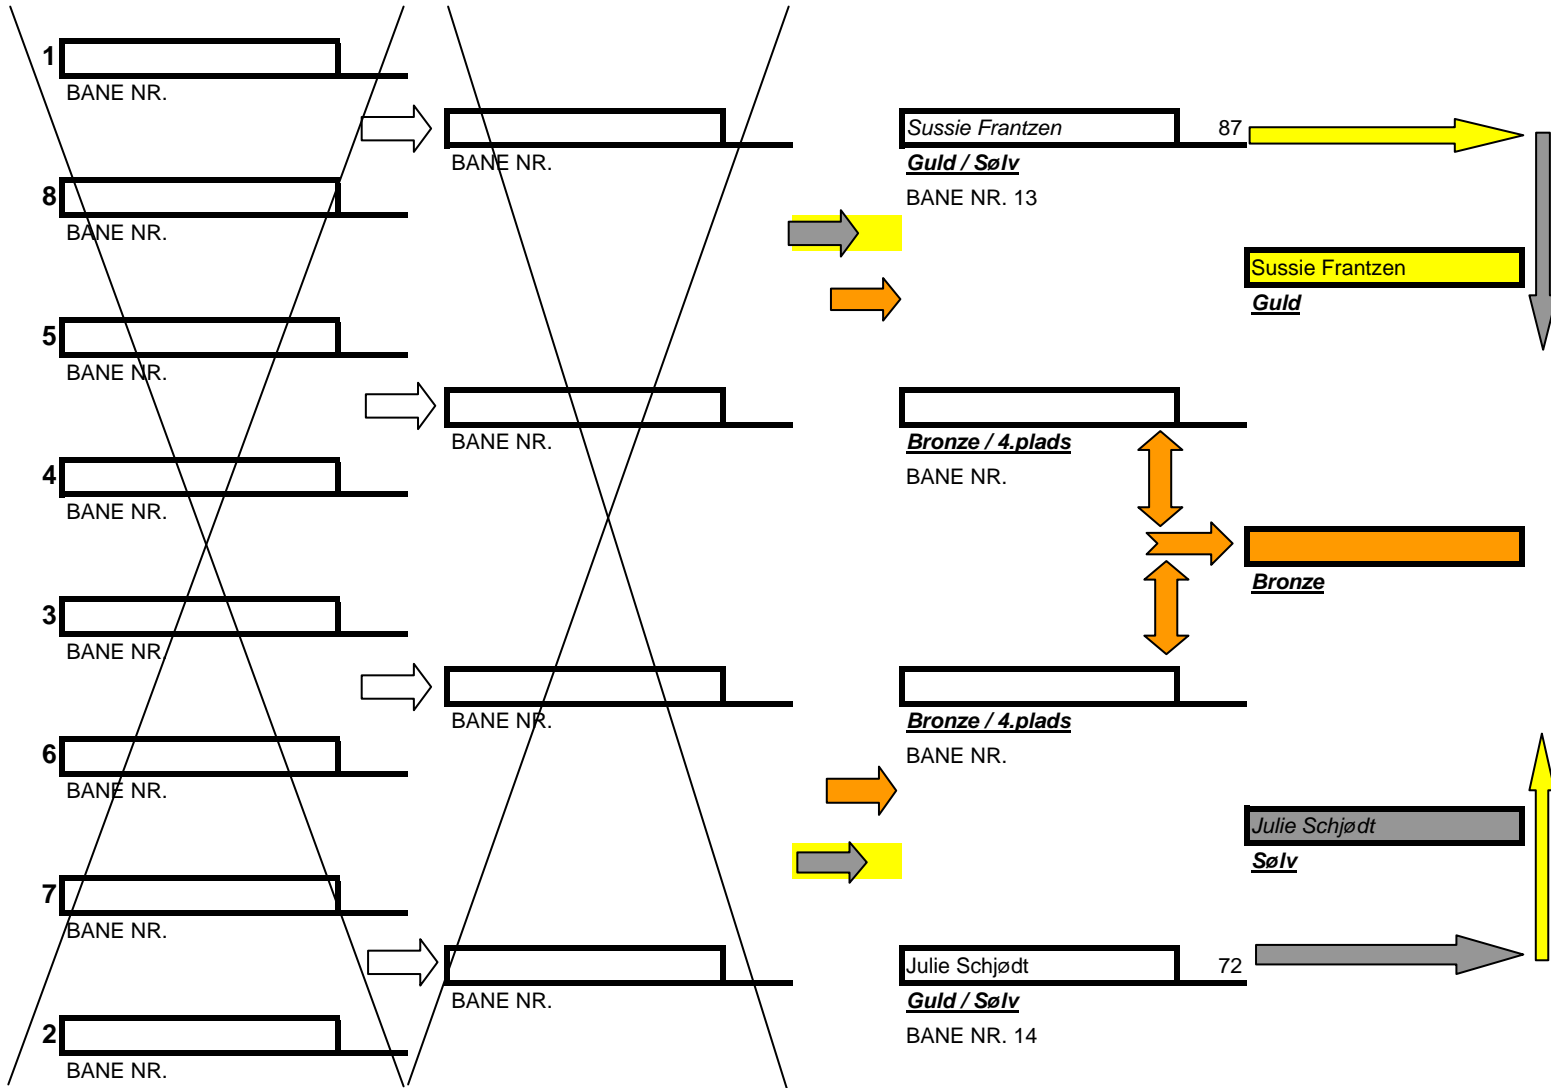 1
BANE NR.
8
BANE NR.
5
BANE NR.
4
BANE NR.
3
BANE NR.
6
BANE NR.
7
BANE NR.
2
BANE NR.
BANE NR.
BANE NR.
BANE NR.
BANE NR.
Sussie Frantzen 87
Guld / Sølv
BANE NR. 13
Bronze / 4.plads
BANE NR.
Bronze / 4.plads
BANE NR.
Julie Schjødt 72
Guld / Sølv
BANE NR. 14
Sussie Frantzen
Guld
Bronze
Julie Schjødt
Sølv